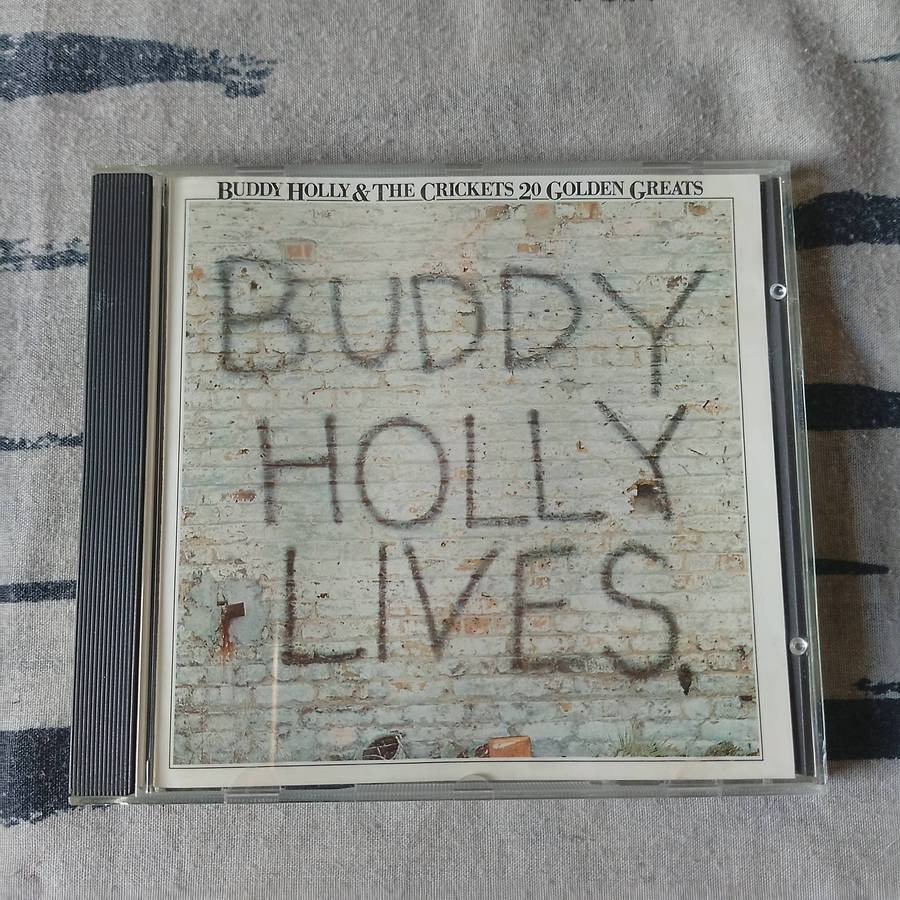 BUDDY HOLLY & THE CRICKETS 20 GOLDEN GREATS
BUDDY
HOLLY
LIVES.